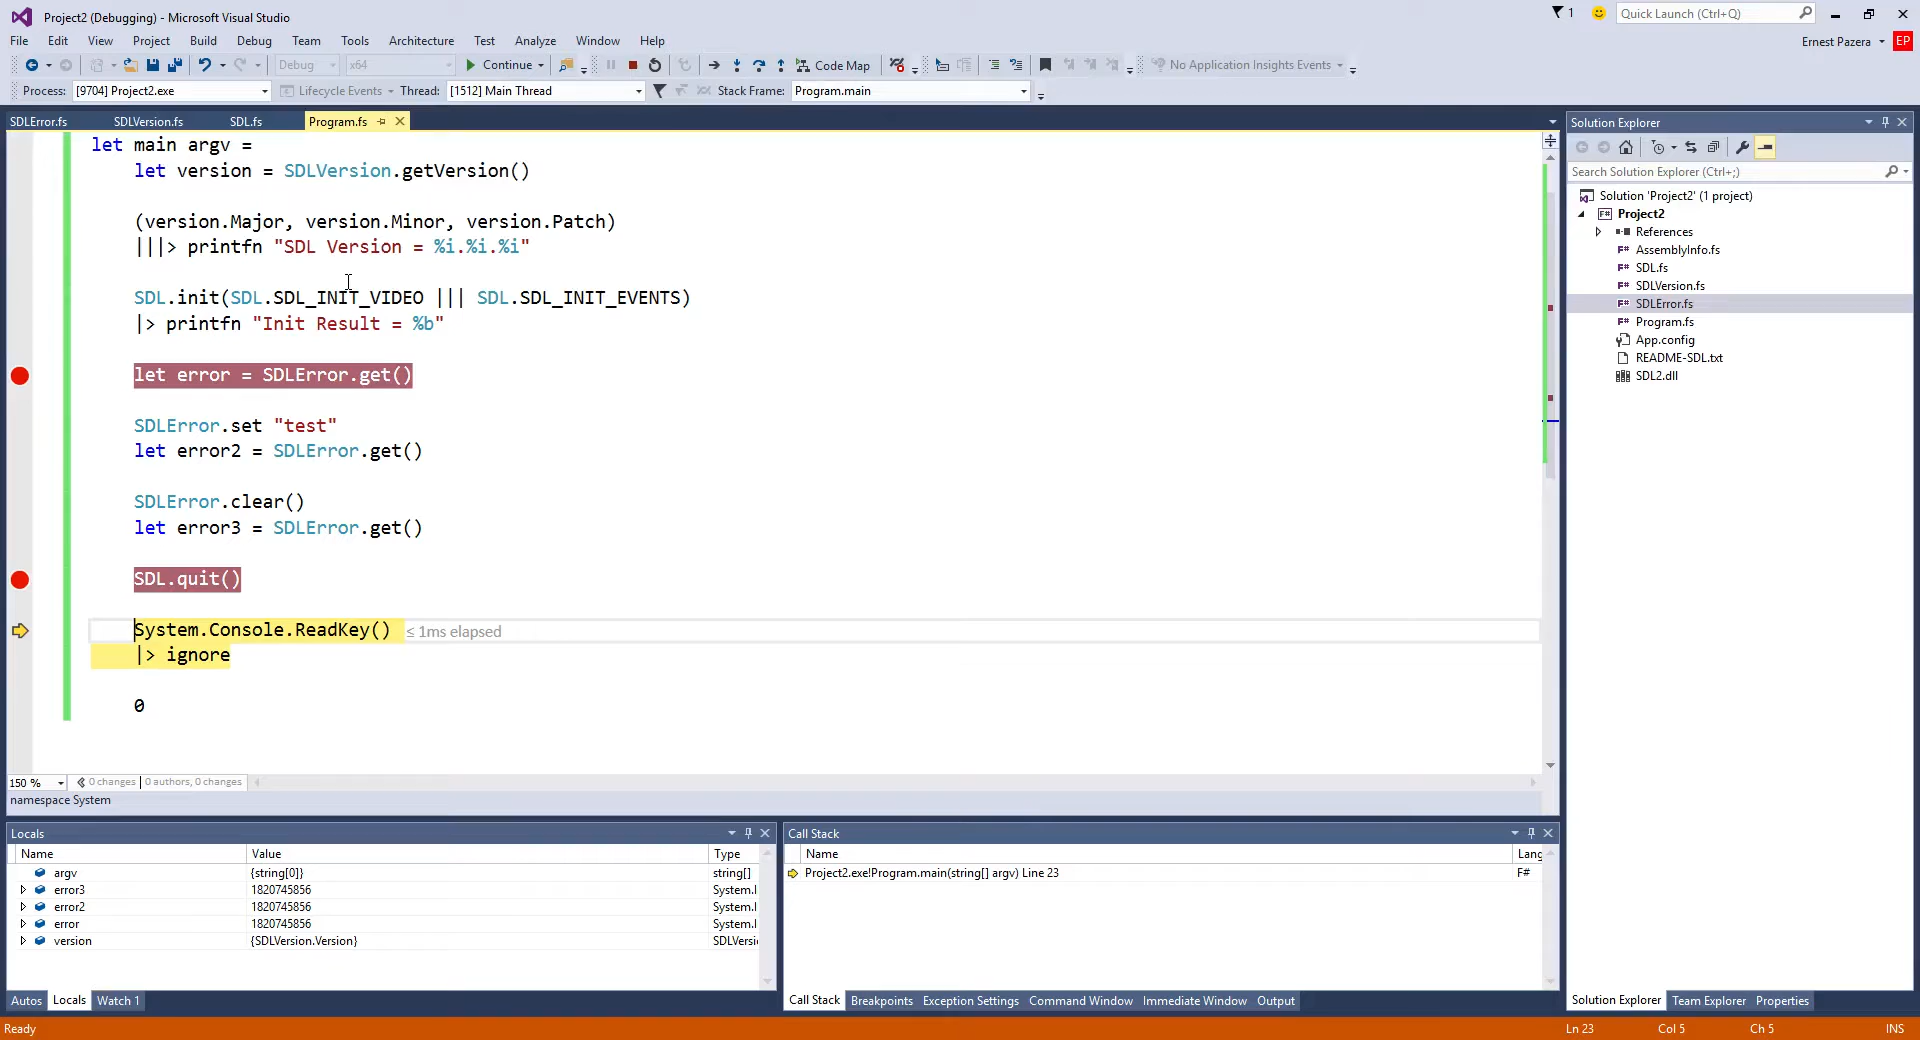 Project2 (Debugging) - Microsoft Visual Studio
1
Quick Launch (Ctrl+Q)
File Edit View Project Build Debug Team Tools Architecture Test Analyze Window Help
Ernest Pazera EP
Debug x64 Continue Code Map No Application Insights Events
Process: [9704] Project2.exe Lifecycle Events Thread: [1512] Main Thread Stack Frame: Program.main
SDLError.fs SDLVersion.fs SDL.fs Program.fs
let main argv =
let version = SDLVersion.getVersion()
(version.Major, version.Minor, version.Patch)
|||> printfn "SDL Version = %i.%i.%i"
SDL.init(SDL.SDL_INIT_VIDEO ||| SDL.SDL_INIT_EVENTS)
|> printfn "Init Result = %b"
let error = SDLError.get()
SDLError.set "test"
let error2 = SDLError.get()
SDLError.clear()
let error3 = SDLError.get()
SDL.quit()
System.Console.ReadKey() ≤ 1ms elapsed
|> ignore
0
150 % 0 changes | 0 authors, 0 changes
namespace System
Solution Explorer
Search Solution Explorer (Ctrl+;)
Solution 'Project2' (1 project)
F# Project2
References
F# AssemblyInfo.fs
F# SDL.fs
F# SDLVersion.fs
F# SDLError.fs
F# Program.fs
App.config
README-SDL.txt
SDL2.dll
Locals
Name Value Type
argv {string[0]} string[]
error3 1820745856 System.I
error2 1820745856 System.I
error 1820745856 System.I
version {SDLVersion.Version} SDLVersi
Autos Locals Watch 1
Call Stack
Name Lang
Project2.exe!Program.main(string[] argv) Line 23 F#
Call Stack Breakpoints Exception Settings Command Window Immediate Window Output
Solution Explorer Team Explorer Properties
Ready Ln 23 Col 5 Ch 5 INS